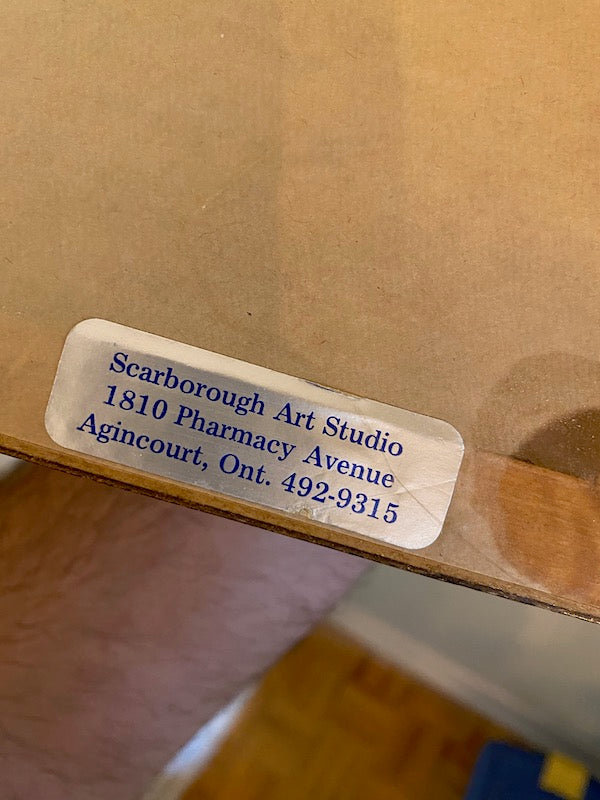 Scarborough Art Studio
1810 Pharmacy Avenue
Agincourt, Ont. 492-9315